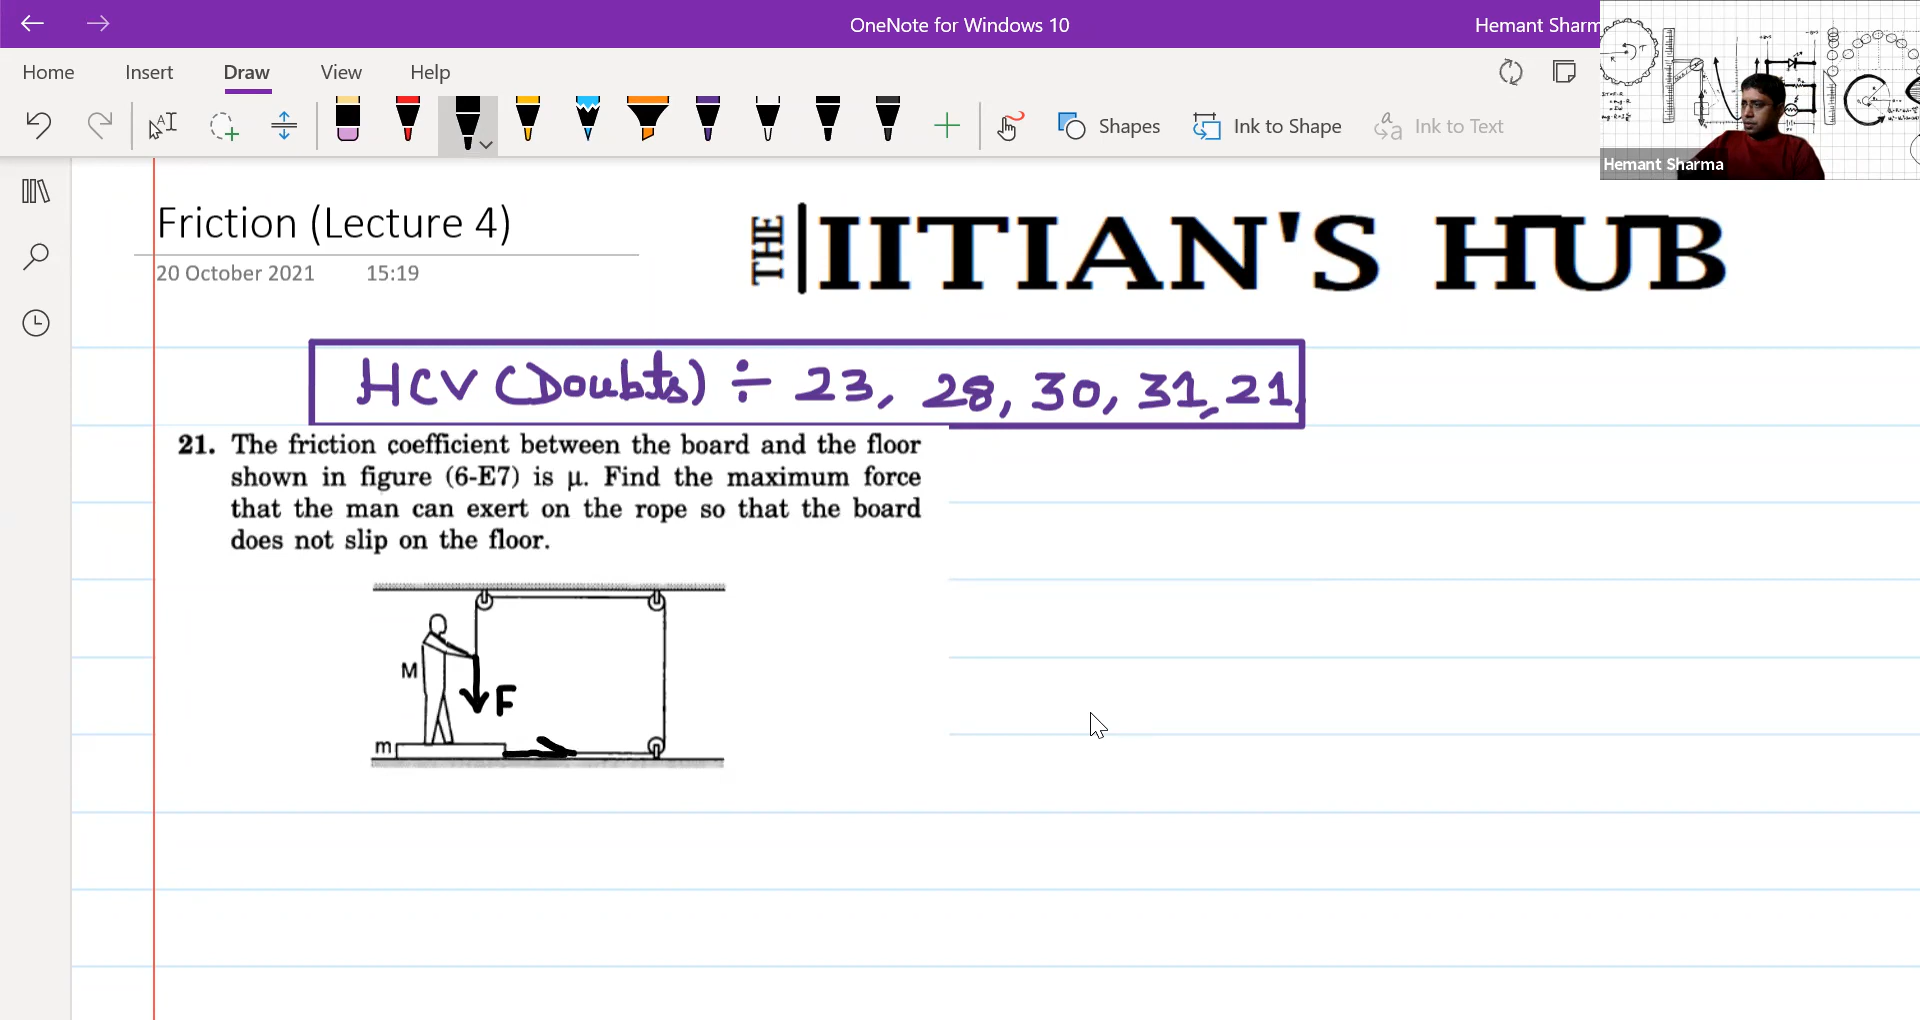 OneNote for Windows 10
Hemant Sharm
Home Insert Draw View Help
Shapes Ink to Shape Ink to Text
Hemant Sharma
Friction (Lecture 4)
20 October 2021 15:19
THE IITIAN'S HUB
HCV (Doubts) ÷ 23, 28, 30, 31, 21,
21. The friction coefficient between the board and the floor
shown in figure (6-E7) is μ. Find the maximum force
that the man can exert on the rope so that the board
does not slip on the floor.
M
F
m